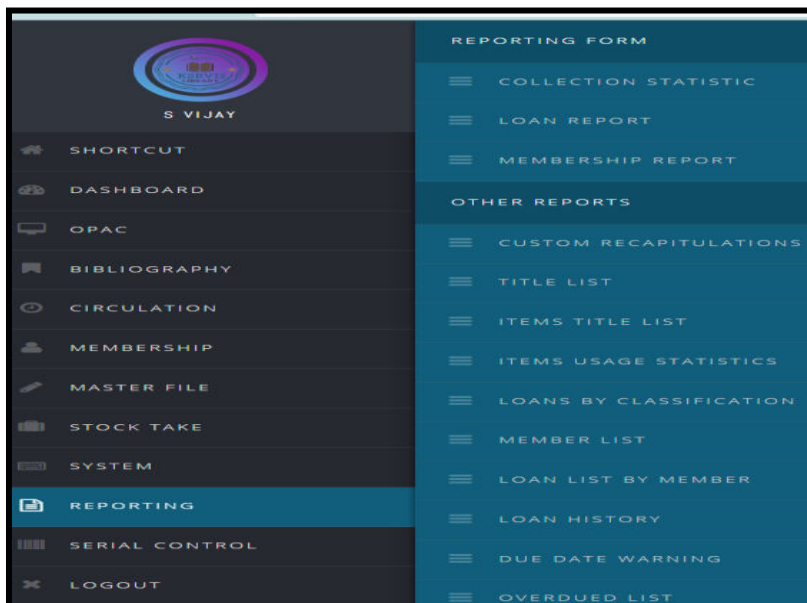 S VIJAY
SHORTCUT
DASHBOARD
OPAC
BIBLIOGRAPHY
CIRCULATION
MEMBERSHIP
MASTER FILE
STOCK TAKE
SYSTEM
REPORTING
SERIAL CONTROL
LOGOUT
REPORTING FORM
COLLECTION STATISTIC
LOAN REPORT
MEMBERSHIP REPORT
OTHER REPORTS
CUSTOM RECAPITULATIONS
TITLE LIST
ITEMS TITLE LIST
ITEMS USAGE STATISTICS
LOANS BY CLASSIFICATION
MEMBER LIST
LOAN LIST BY MEMBER
LOAN HISTORY
DUE DATE WARNING
OVERDUED LIST